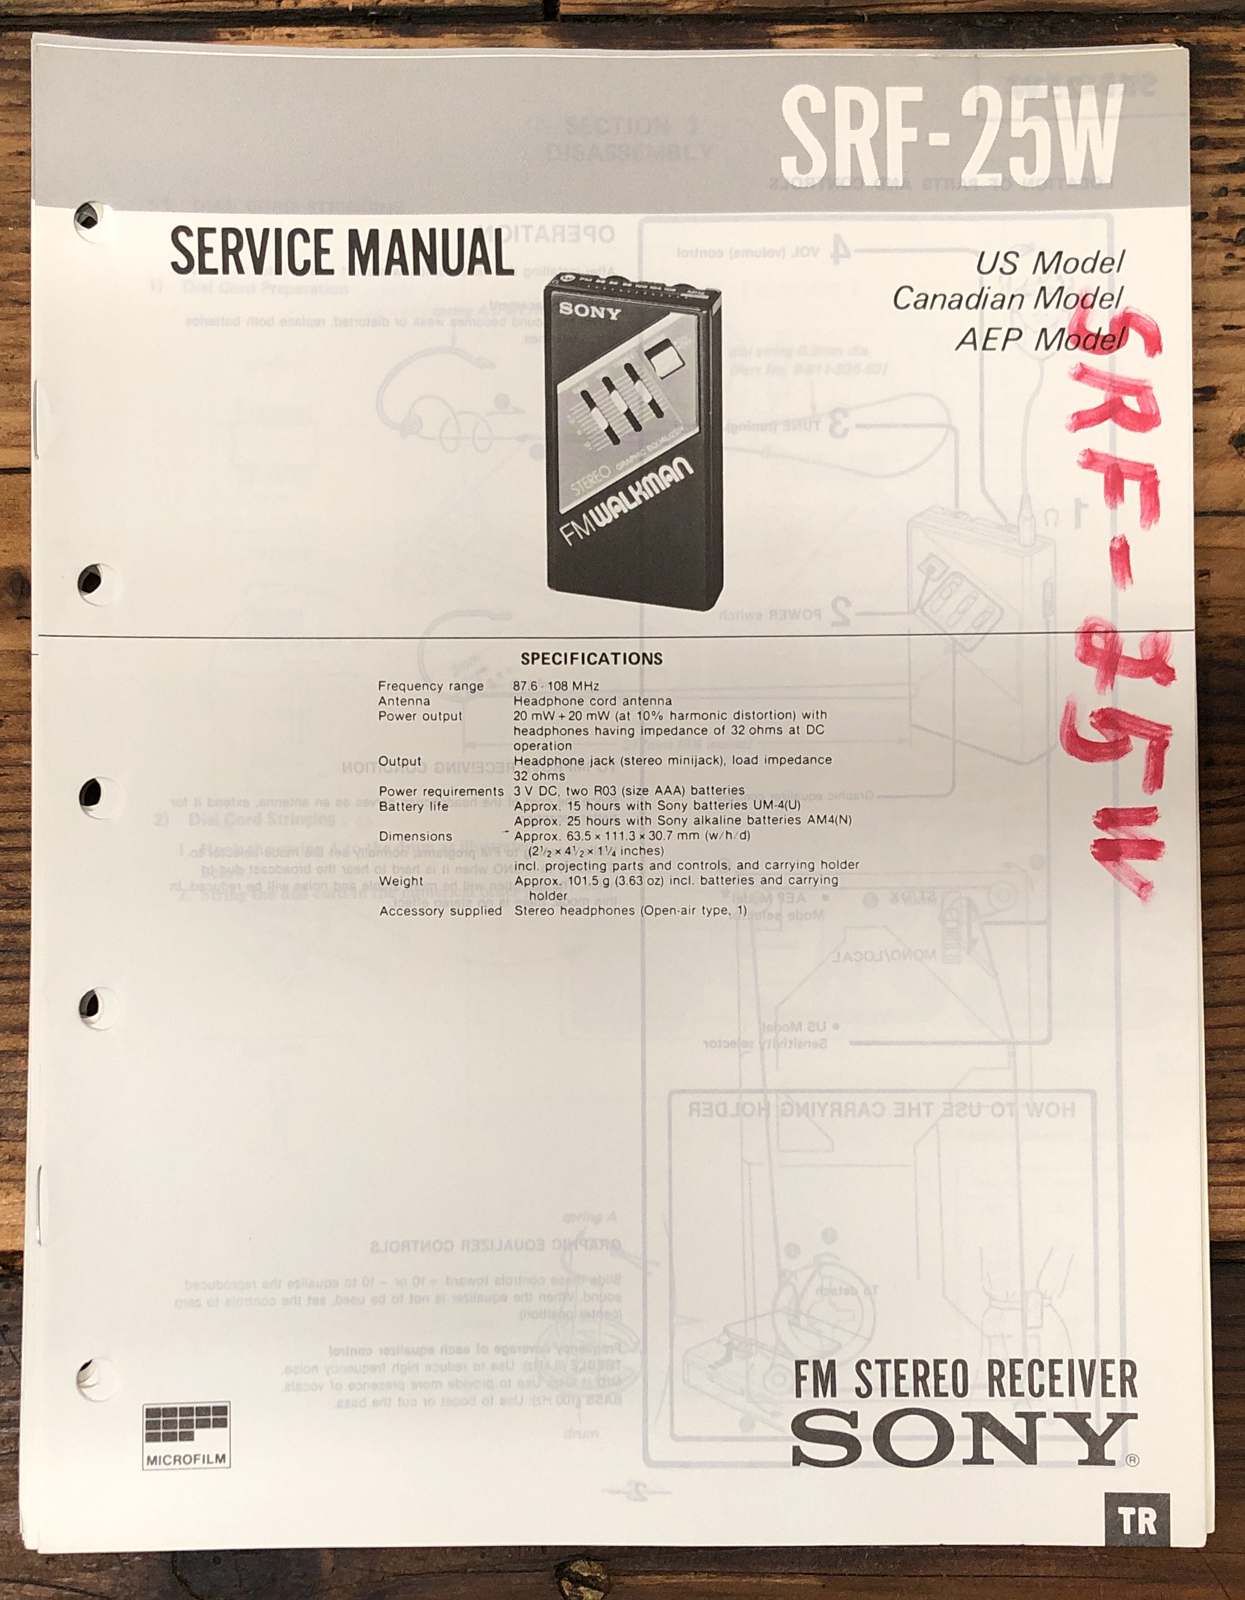 SRF-25W
SERVICE MANUAL
US Model
Canadian Model
AEP Model
SONY
STEREO GRAPHIC EQUALIZER
FM WALKMAN
SRF-25W
SPECIFICATIONS
Frequency range 87.6 - 108 MHz
Antenna Headphone cord antenna
Power output 20 mW + 20 mW (at 10% harmonic distortion) with
headphones having impedance of 32 ohms at DC
operation
Output Headphone jack (stereo minijack), load impedance
32 ohms
Power requirements 3 V DC, two R03 (size AAA) batteries
Battery life Approx. 15 hours with Sony batteries UM-4(U)
Approx. 25 hours with Sony alkaline batteries AM4(N)
Dimensions Approx. 63.5 × 111.3 × 30.7 mm (w/h/d)
(2½ × 4½ × 1¼ inches)
incl. projecting parts and controls, and carrying holder
Weight Approx. 101.5 g (3.63 oz) incl. batteries and carrying
holder
Accessory supplied Stereo headphones (Open-air type, 1)
MICROFILM
FM STEREO RECEIVER
SONY®
TR